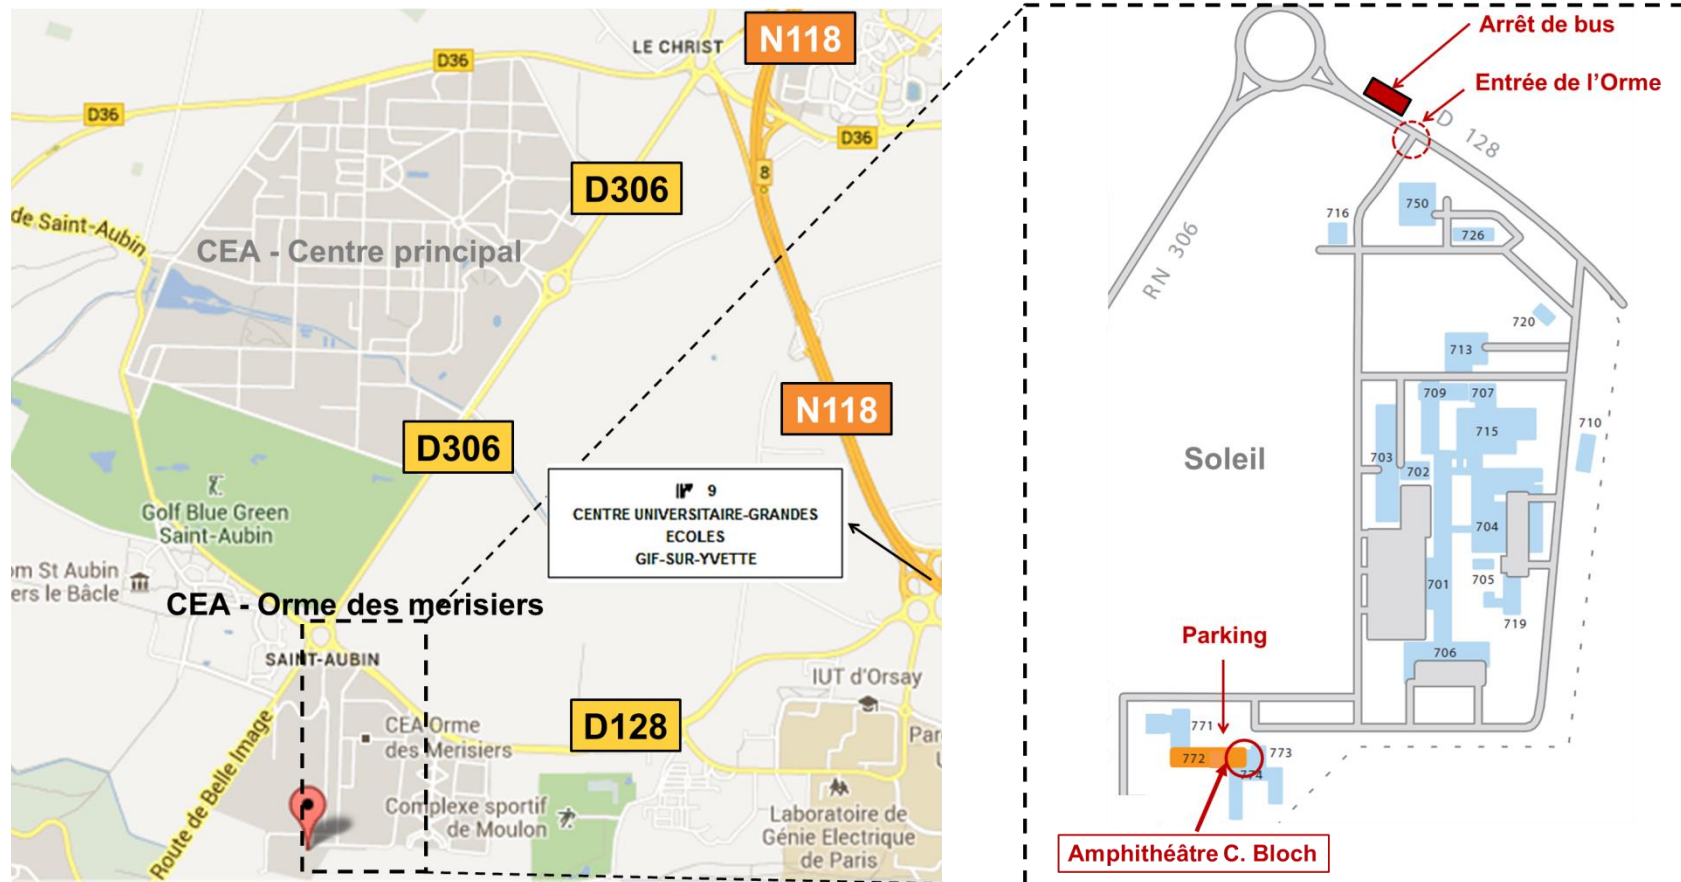 N118
LE CHRIST
D36
D36
D36
8
D306
de Saint-Aubin
CEA - Centre principal
N118
D306
Golf Blue Green
Saint-Aubin
9
CENTRE UNIVERSITAIRE-GRANDES
ECOLES
GIF-SUR-YVETTE
om St Aubin
ers le Bâcle
CEA - Orme des merisiers
SAINT-AUBIN
IUT d'Orsay
CEA Orme
des Merisiers
D128
Par
Route de Belle Image
Complexe sportif
de Moulon
Laboratoire de
Génie Electrique
de Paris
Arrêt de bus
Entrée de l’Orme
D 128
RN 306
750
716
726
720
713
709
707
715
710
703
702
704
701
705
719
706
Soleil
Parking
771
772
773
774
Amphithéâtre C. Bloch